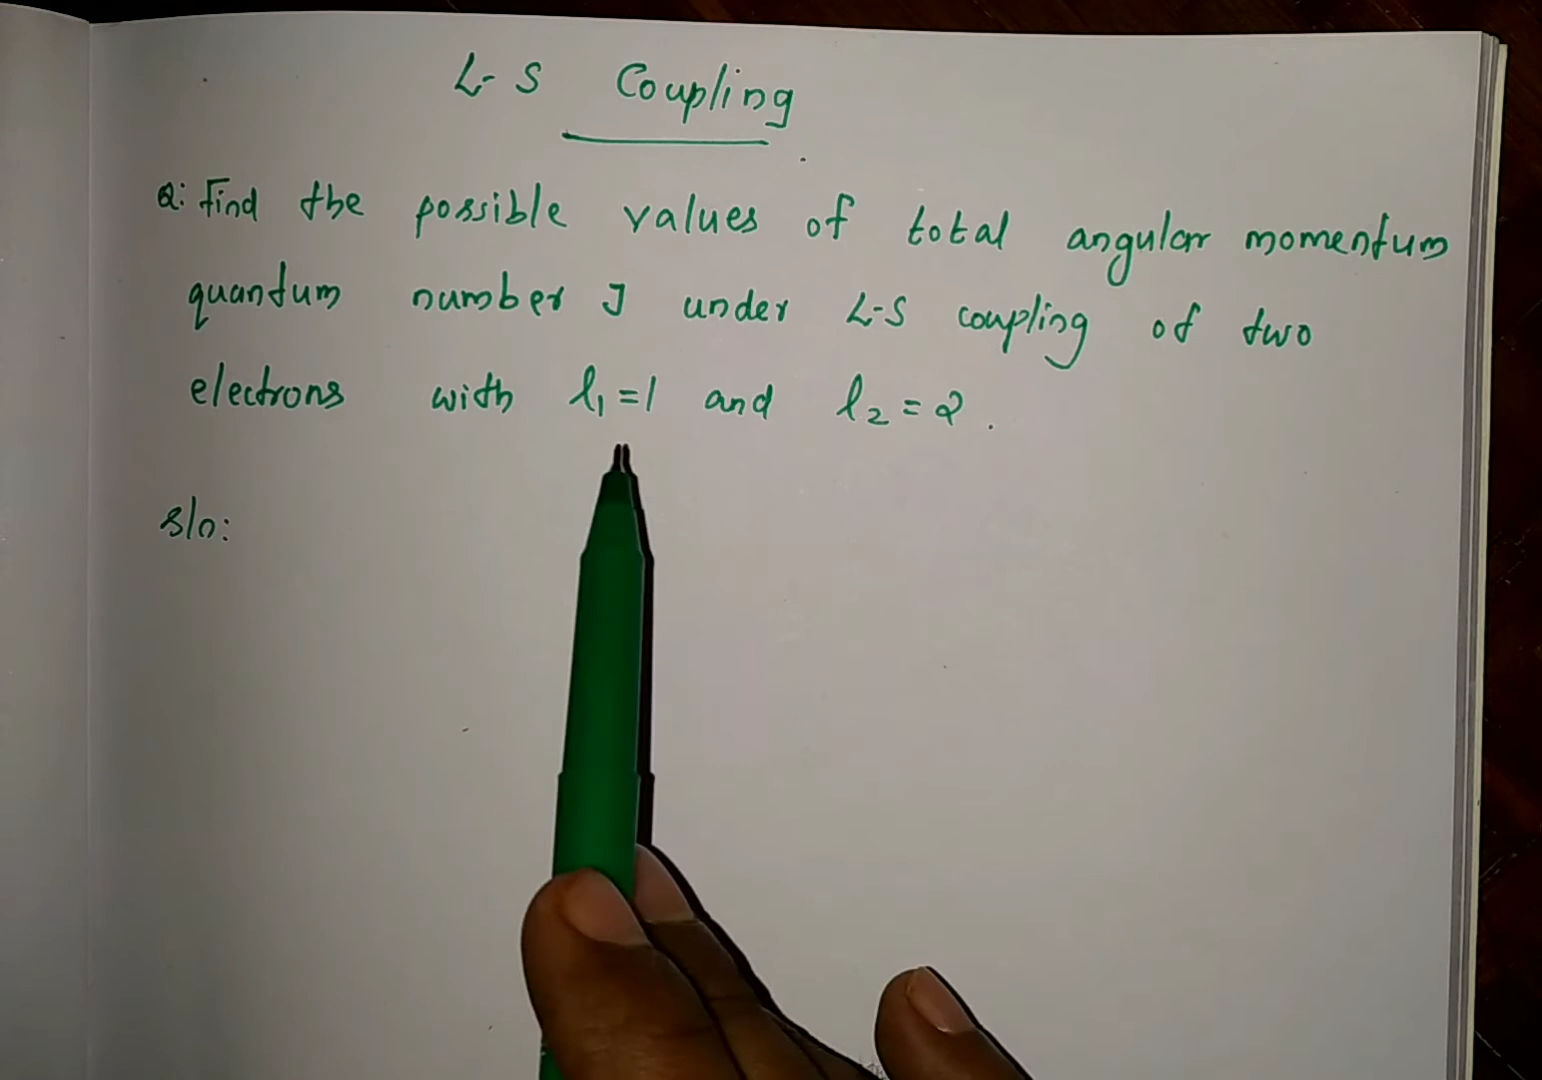 L-S Coupling
Q: Find the possible values of total angular momentum
quantum number J under L-S coupling of two
electrons with l₁=1 and l₂=2.
sln: